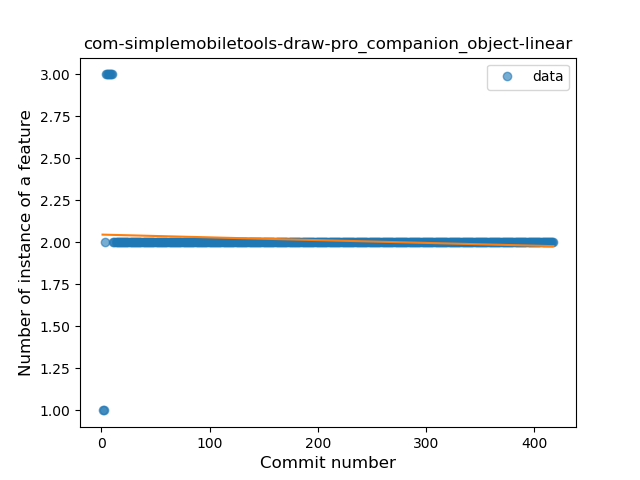 com-simplemobiletools-draw-pro_companion_object-linear
data
Number of instance of a feature
3.00
2.75
2.50
2.25
2.00
1.75
1.50
1.25
1.00
0 100 200 300 400
Commit number